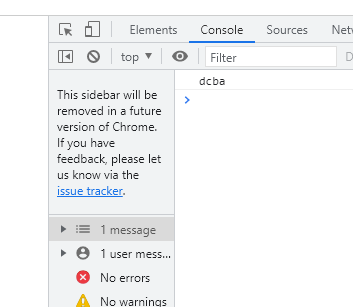 Elements Console Sources Netw
top Filter D
dcba
This sidebar will be
removed in a future
version of Chrome.
If you have
feedback, please let
us know via the
issue tracker.
1 message
1 user mess...
No errors
No warnings